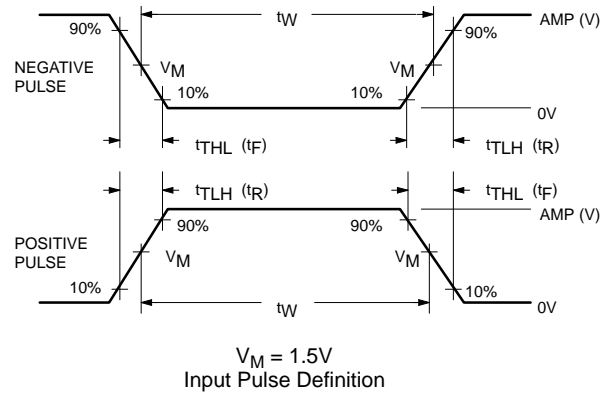 tW
90%
90%
AMP (V)
NEGATIVE
PULSE
VM
VM
10%
10%
0V
tTHL (tF)
tTLH (tR)
tTLH (tR)
tTHL (tF)
AMP (V)
90%
90%
POSITIVE
PULSE
VM
VM
10%
10%
tW
0V
VM = 1.5V
Input Pulse Definition